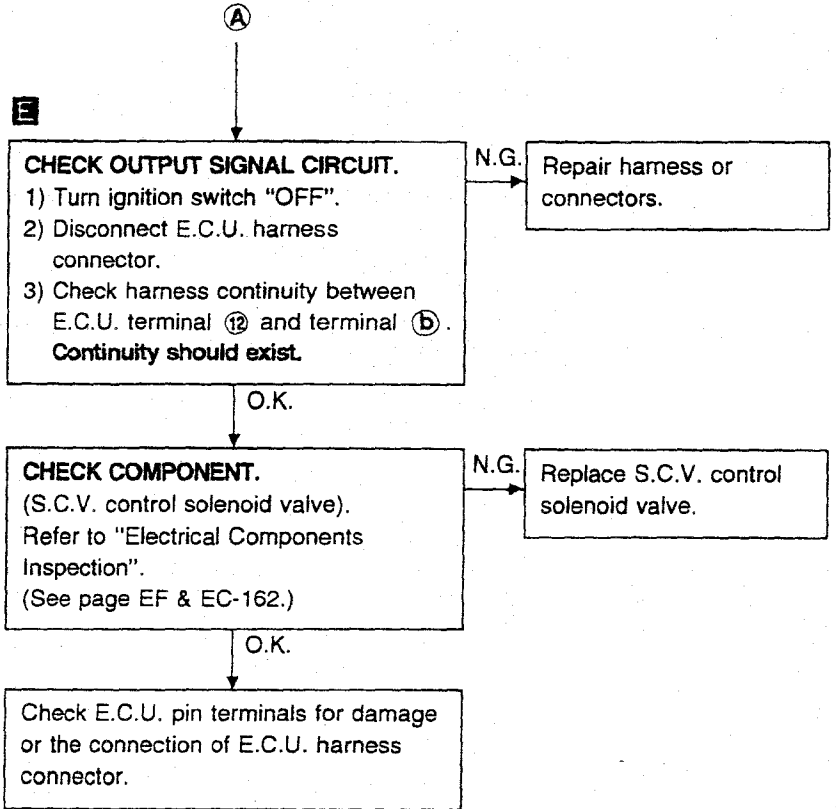 Ⓐ
E
CHECK OUTPUT SIGNAL CIRCUIT.
1) Turn ignition switch "OFF".
2) Disconnect E.C.U. harness
connector.
3) Check harness continuity between
E.C.U. terminal ⑫ and terminal ⓑ.
Continuity should exist.
N.G.
Repair harness or
connectors.
O.K.
CHECK COMPONENT.
(S.C.V. control solenoid valve).
Refer to "Electrical Components
Inspection".
(See page EF & EC-162.)
N.G.
Replace S.C.V. control
solenoid valve.
O.K.
Check E.C.U. pin terminals for damage
or the connection of E.C.U. harness
connector.